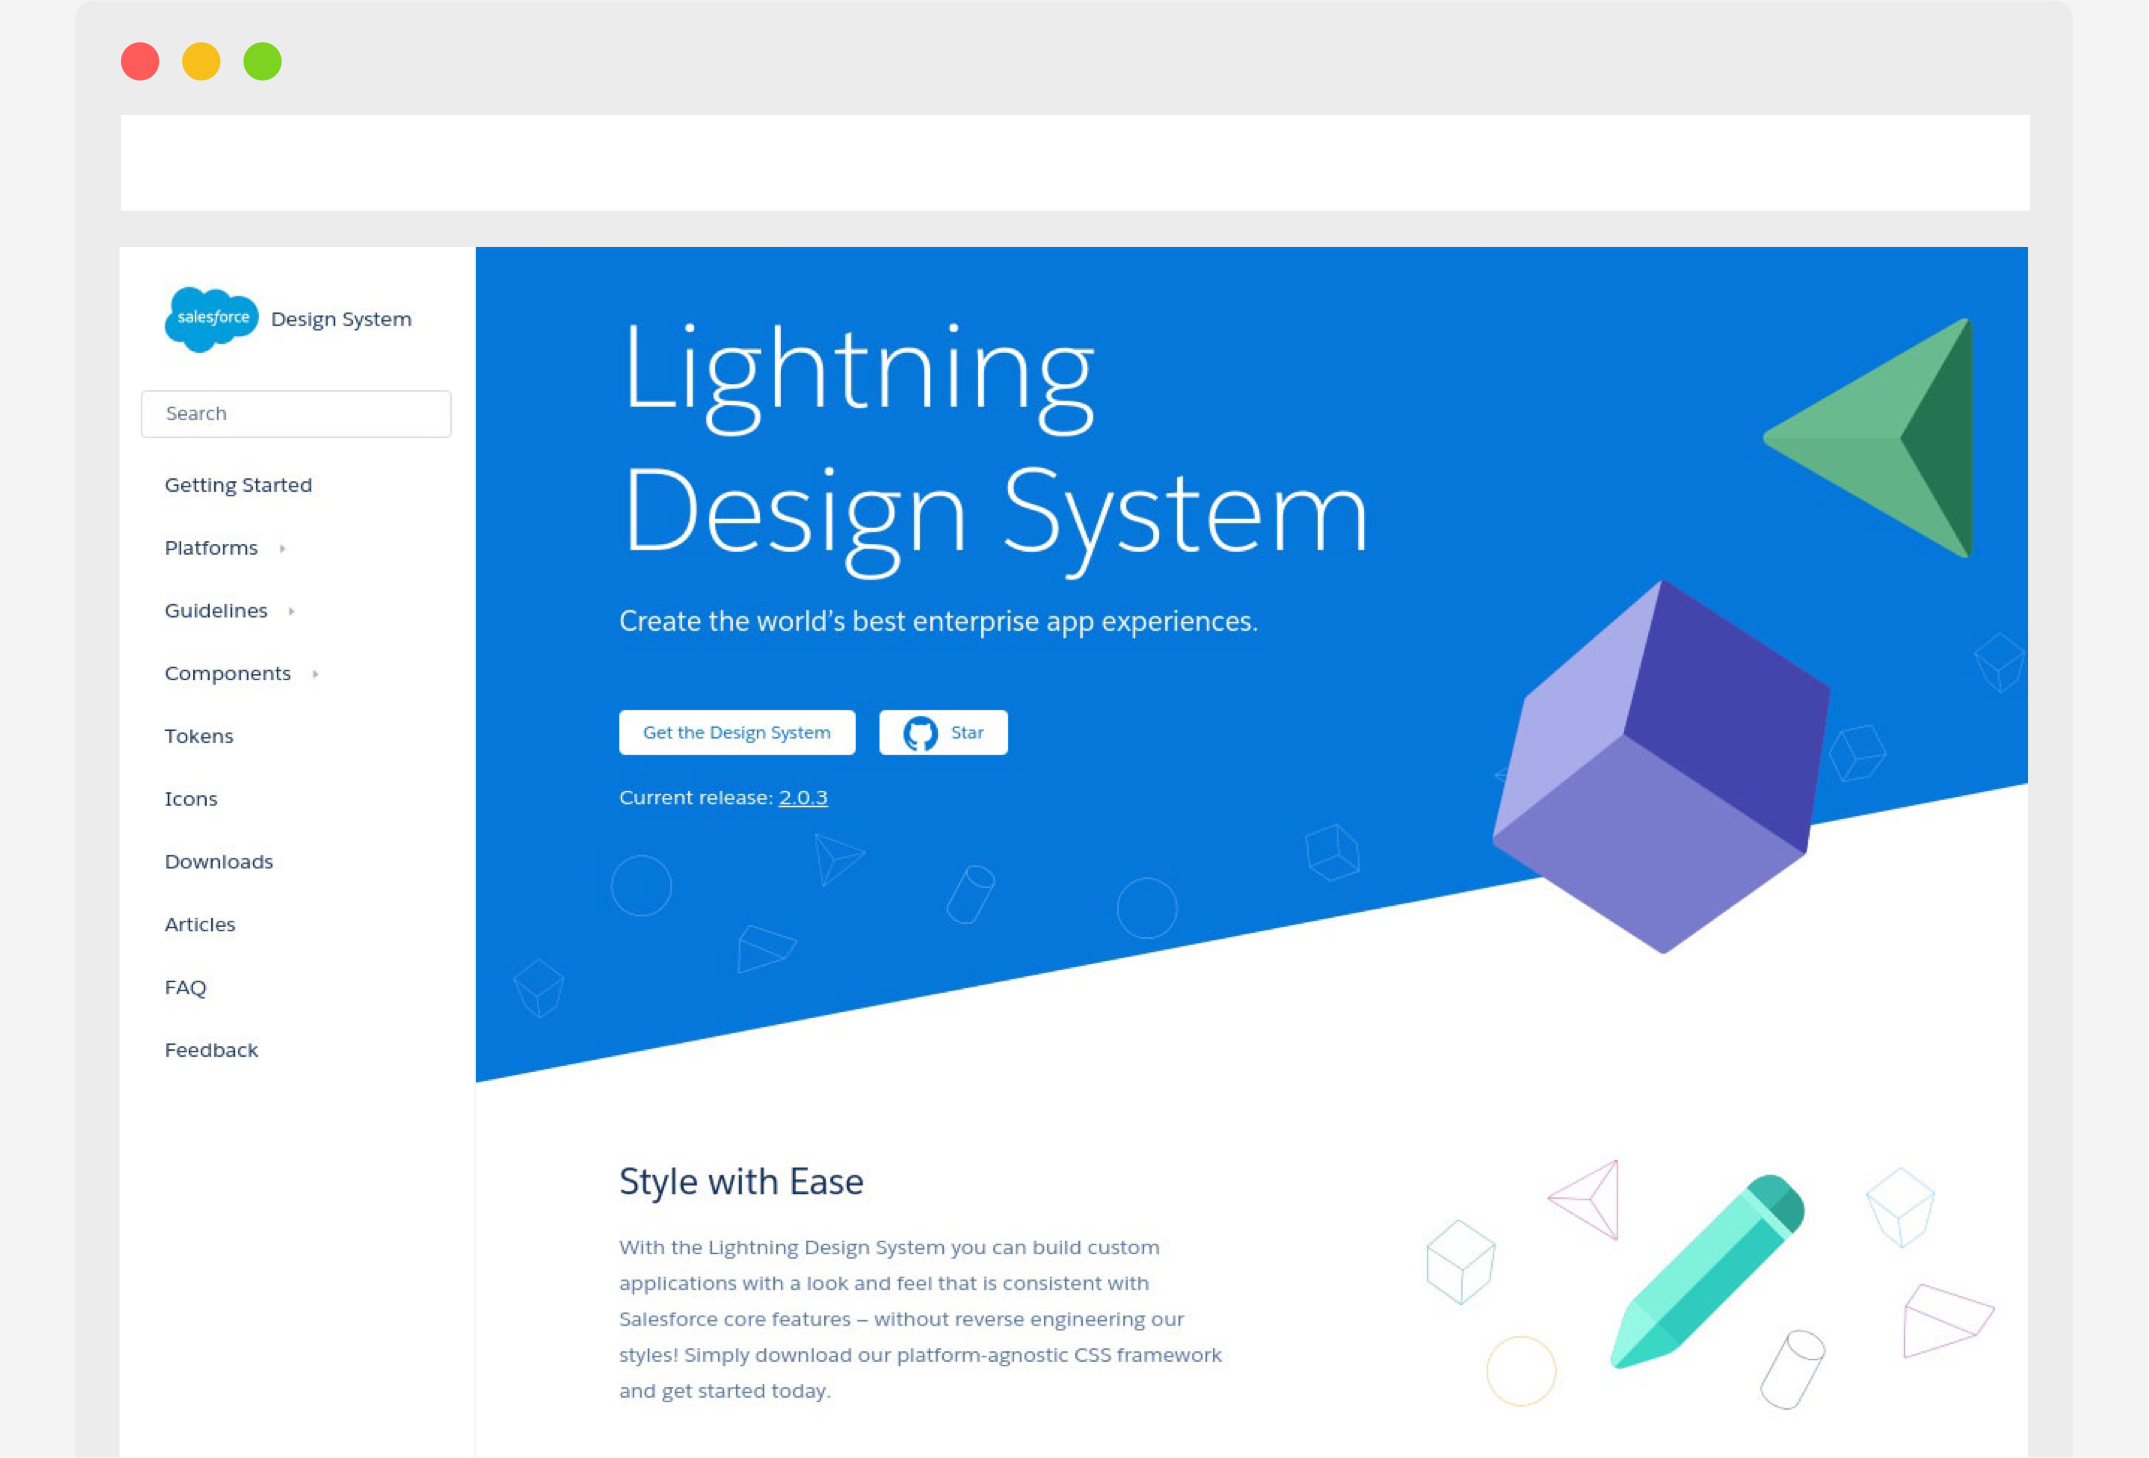 salesforce Design System
Search
Getting Started
Platforms
Guidelines
Components
Tokens
Icons
Downloads
Articles
FAQ
Feedback
Lightning
Design System
Create the world’s best enterprise app experiences.
Get the Design System
Star
Current release: 2.0.3
Style with Ease
With the Lightning Design System you can build custom
applications with a look and feel that is consistent with
Salesforce core features – without reverse engineering our
styles! Simply download our platform-agnostic CSS framework
and get started today.